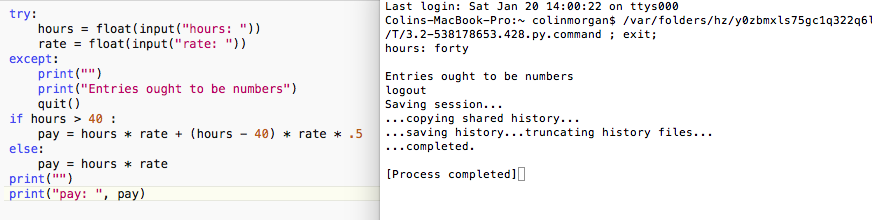 try:
    hours = float(input("hours: "))
    rate = float(input("rate: "))
except:
    print("")
    print("Entries ought to be numbers")
    quit()
if hours > 40 :
    pay = hours * rate + (hours - 40) * rate * .5
else:
    pay = hours * rate
print("")
print("pay: ", pay)
Last login: Sat Jan 20 14:00:22 on ttys000
Colins-MacBook-Pro:~ colinmorgan$ /var/folders/hz/y0zbmxls75gc1q322q6l
/T/3.2-538178653.428.py.command ; exit;
hours: forty

Entries ought to be numbers
logout
Saving session...
...copying shared history...
...saving history...truncating history files...
...completed.

[Process completed]